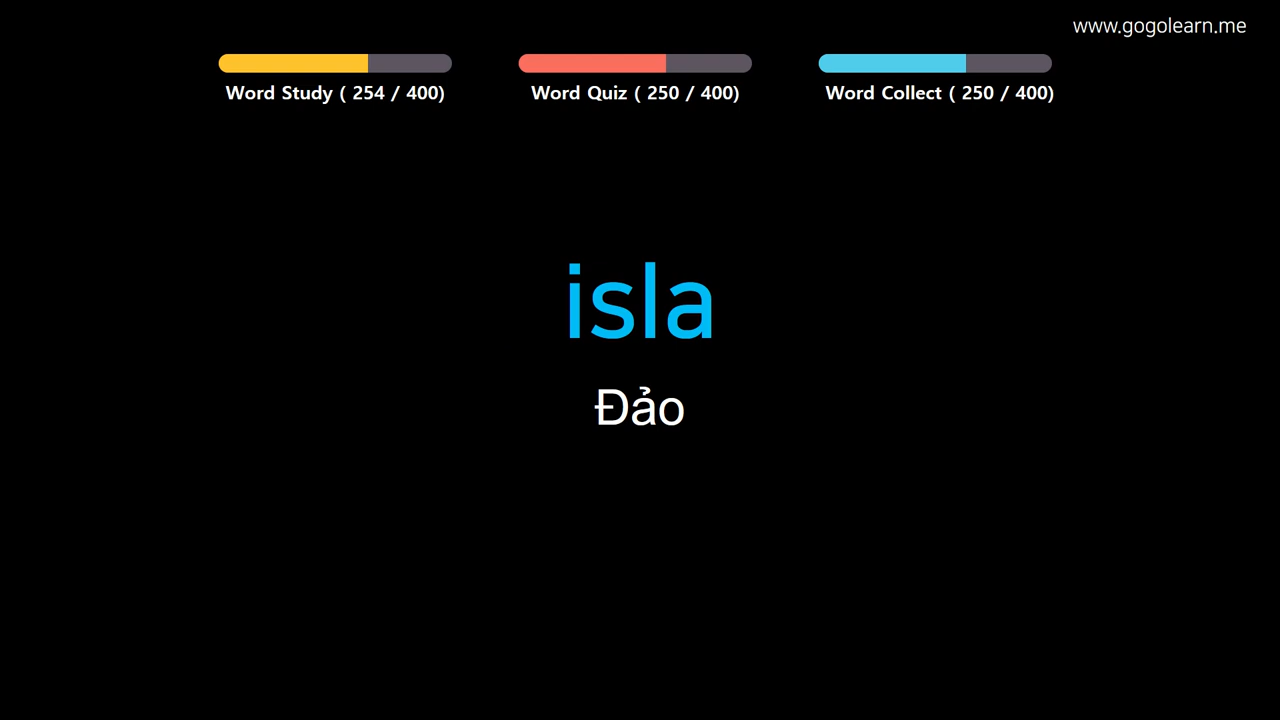 www.gogolearn.me
Word Study ( 254 / 400)
Word Quiz ( 250 / 400)
Word Collect ( 250 / 400)
isla
Đảo